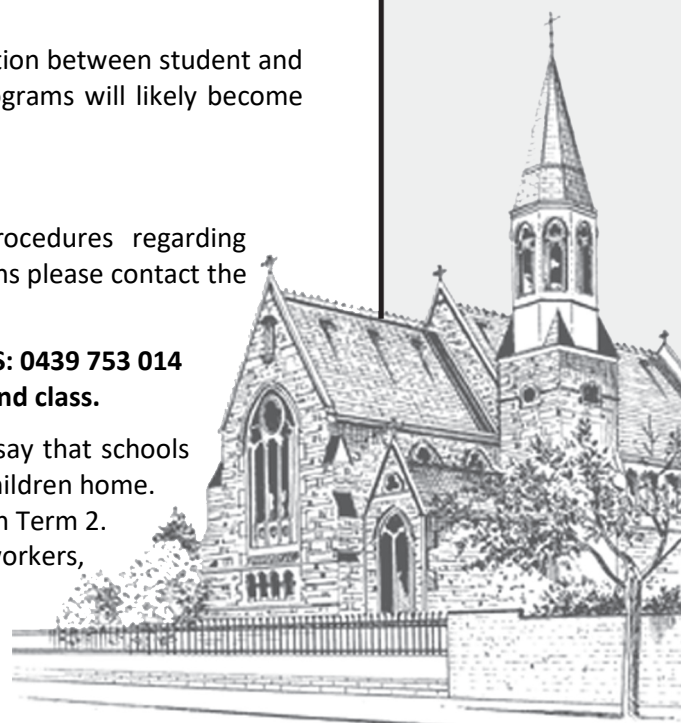 tion between student and
ograms will likely become
rocedures regarding
ns please contact the
S: 0439 753 014
nd class.
say that schools
hildren home.
n Term 2.
workers,